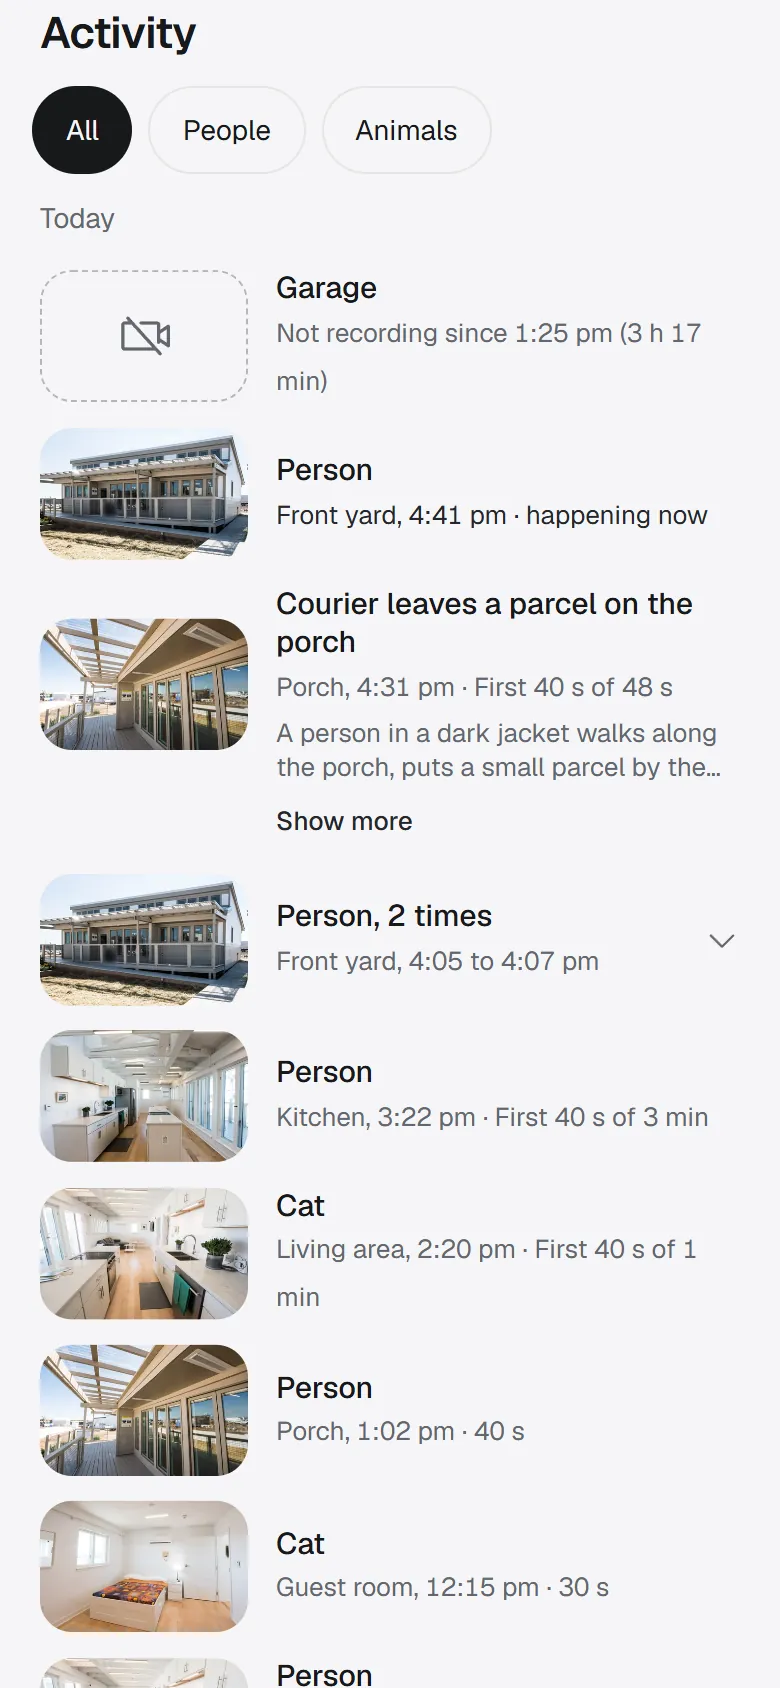 Activity
All
People
Animals
Today
Garage
Not recording since 1:25 pm (3 h 17
min)
Person
Front yard, 4:41 pm · happening now
Courier leaves a parcel on the
porch
Porch, 4:31 pm · First 40 s of 48 s
A person in a dark jacket walks along
the porch, puts a small parcel by the...
Show more
Person, 2 times
Front yard, 4:05 to 4:07 pm
Person
Kitchen, 3:22 pm · First 40 s of 3 min
Cat
Living area, 2:20 pm · First 40 s of 1
min
Person
Porch, 1:02 pm · 40 s
Cat
Guest room, 12:15 pm · 30 s
Person